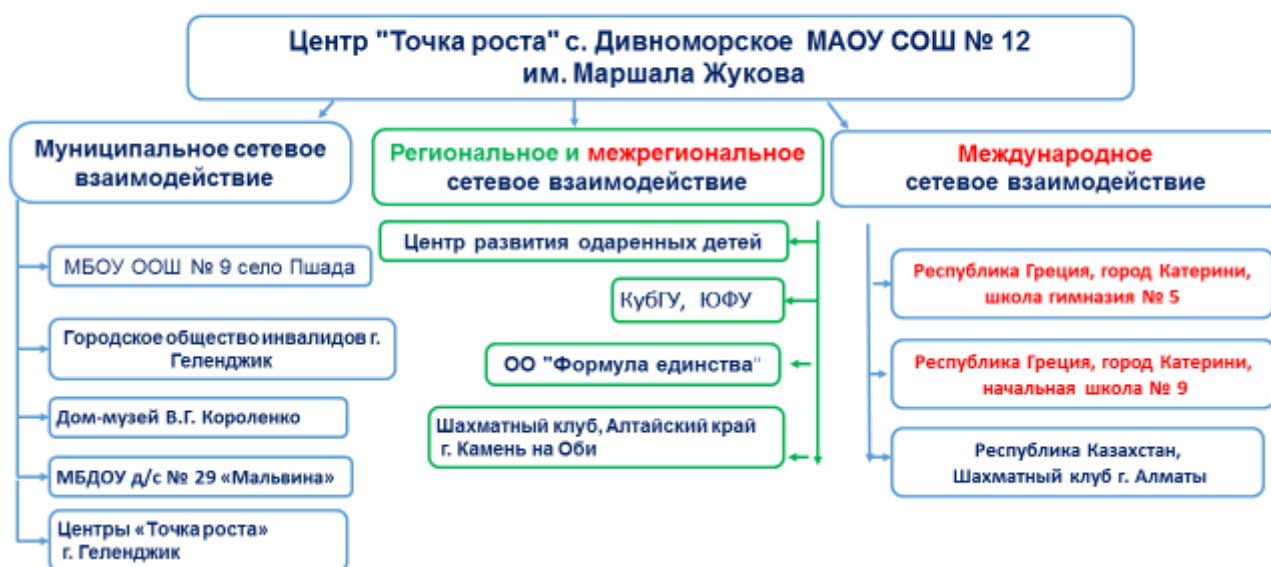 Центр "Точка роста" с. Дивноморское МАОУ СОШ № 12
им. Маршала Жукова
Муниципальное сетевое
взаимодействие
МБОУ ООШ № 9 село Пшада
Городское общество инвалидов г.
Геленджик
Дом-музей В.Г. Короленко
МБДОУ д/с № 29 «Мальвина»
Центры «Точка роста»
г. Геленджик
Региональное и межрегиональное
сетевое взаимодействие
Центр развития одаренных детей
КубГУ, ЮФУ
ОО "Формула единства"
Шахматный клуб, Алтайский край
г. Камень на Оби
Международное
сетевое взаимодействие
Республика Греция, город Катерини,
школа гимназия № 5
Республика Греция, город Катерини,
начальная школа № 9
Республика Казахстан,
Шахматный клуб г. Алматы